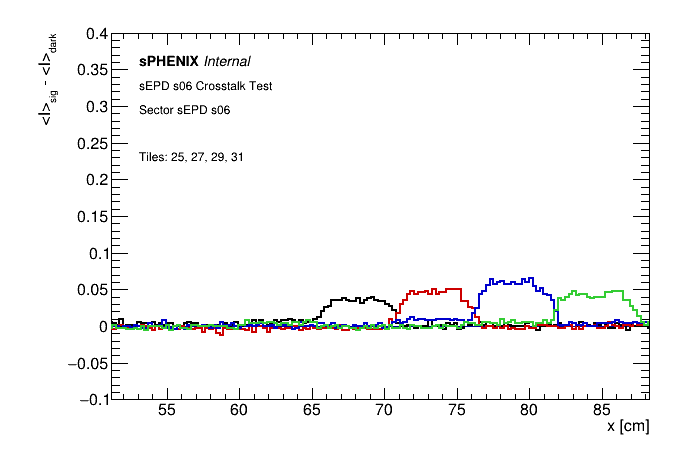 <I>sig - <I>dark
0.4
0.35
0.3
0.25
0.2
0.15
0.1
0.05
0
−0.05
−0.1
sPHENIX Internal
sEPD s06 Crosstalk Test
Sector sEPD s06
Tiles: 25, 27, 29, 31
55 60 65 70 75 80 85
x [cm]